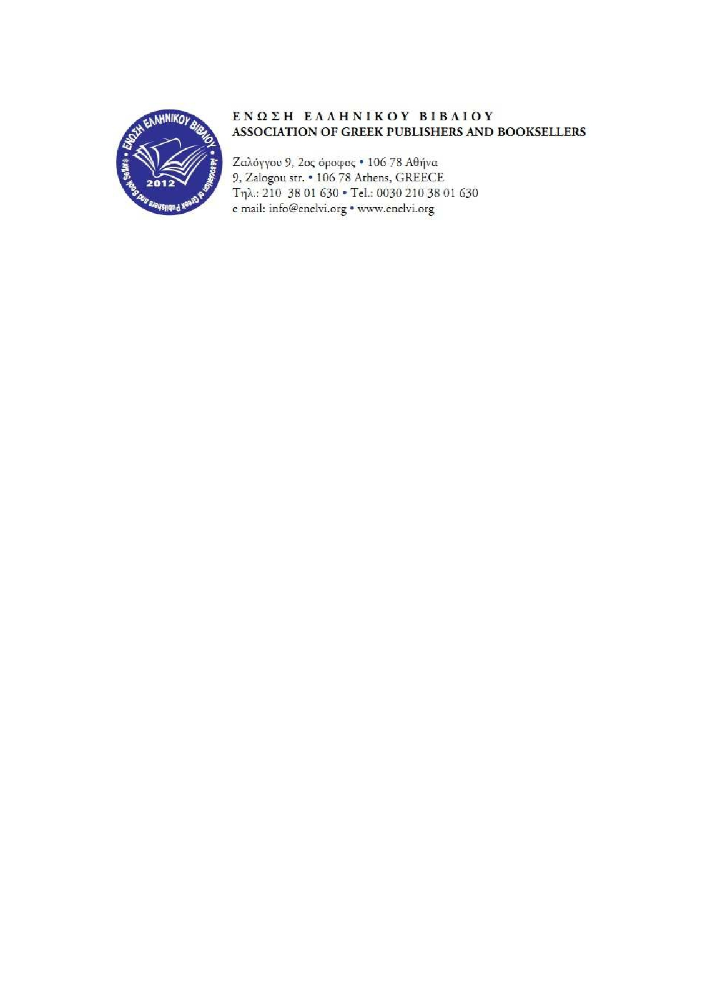 ΕΝΩΣΗ ΕΛΛΗΝΙΚΟΥ ΒΙΒΛΙΟΥ
ASSOCIATION OF GREEK PUBLISHERS AND BOOKSELLERS
Ζαλόγγου 9, 2ος όροφος • 106 78 Αθήνα
9, Zalogou str. • 106 78 Athens, GREECE
Τηλ.: 210 38 01 630 • Tel.: 0030 210 38 01 630
e mail: info@enelvi.org • www.enelvi.org
• ΕΝΩΣΗ ΕΛΛΗΝΙΚΟΥ ΒΙΒΛΙΟΥ •
Association of Greek Publishers and Book Sellers
2012